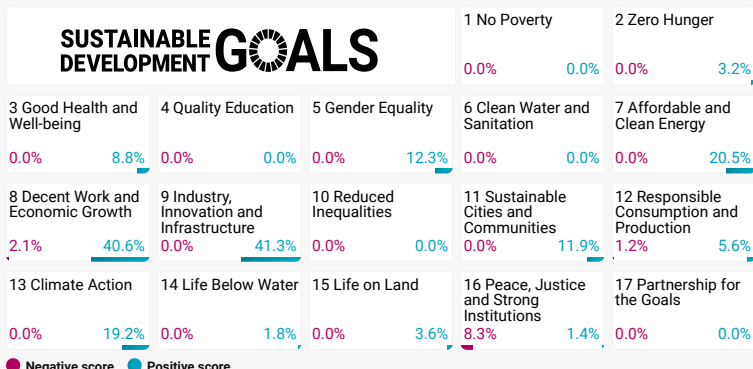 SUSTAINABLE
DEVELOPMENT
GOALS
1 No Poverty
0.0% 0.0%
2 Zero Hunger
0.0% 3.2%
3 Good Health and
Well-being
0.0% 8.8%
4 Quality Education
0.0% 0.0%
5 Gender Equality
0.0% 12.3%
6 Clean Water and
Sanitation
0.0% 0.0%
7 Affordable and
Clean Energy
0.0% 20.5%
8 Decent Work and
Economic Growth
2.1% 40.6%
9 Industry,
Innovation and
Infrastructure
0.0% 41.3%
10 Reduced
Inequalities
0.0% 0.0%
11 Sustainable
Cities and
Communities
0.0% 11.9%
12 Responsible
Consumption and
Production
1.2% 5.6%
13 Climate Action
0.0% 19.2%
14 Life Below Water
0.0% 1.8%
15 Life on Land
0.0% 3.6%
16 Peace, Justice
and Strong
Institutions
8.3% 1.4%
17 Partnership for
the Goals
0.0% 0.0%
Negative score Positive score